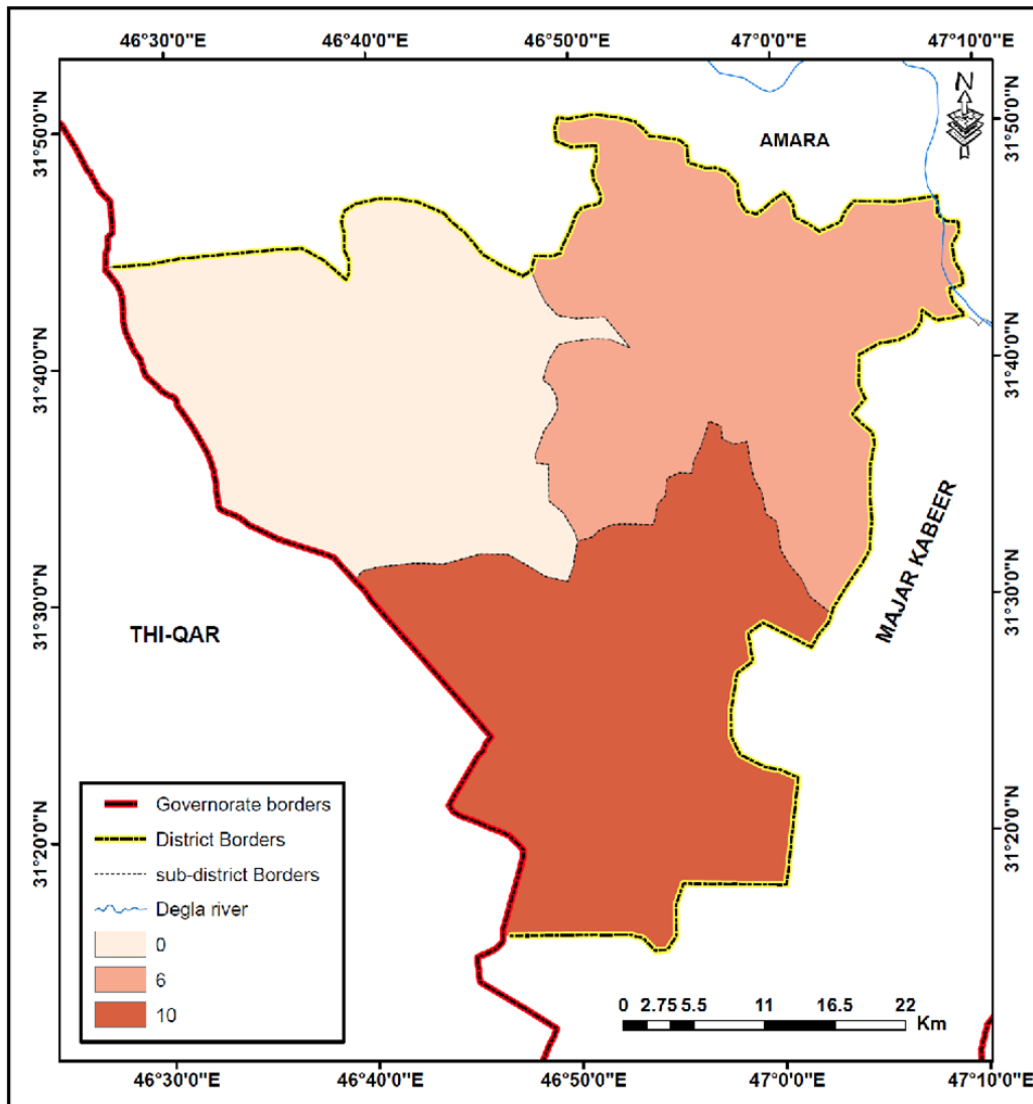 46°30'0"E 46°40'0"E 46°50'0"E 47°0'0"E 47°10'0"E
N
31°50'0"N 31°50'0"N
AMARA
31°40'0"N 31°40'0"N
MAJAR KABEER
31°30'0"N 31°30'0"N
THI-QAR
31°20'0"N 31°20'0"N
Governorate borders
District Borders
sub-district Borders
Degla river
0
6
10
0 2.75 5.5 11 16.5 22
Km
46°30'0"E 46°40'0"E 46°50'0"E 47°0'0"E 47°10'0"E